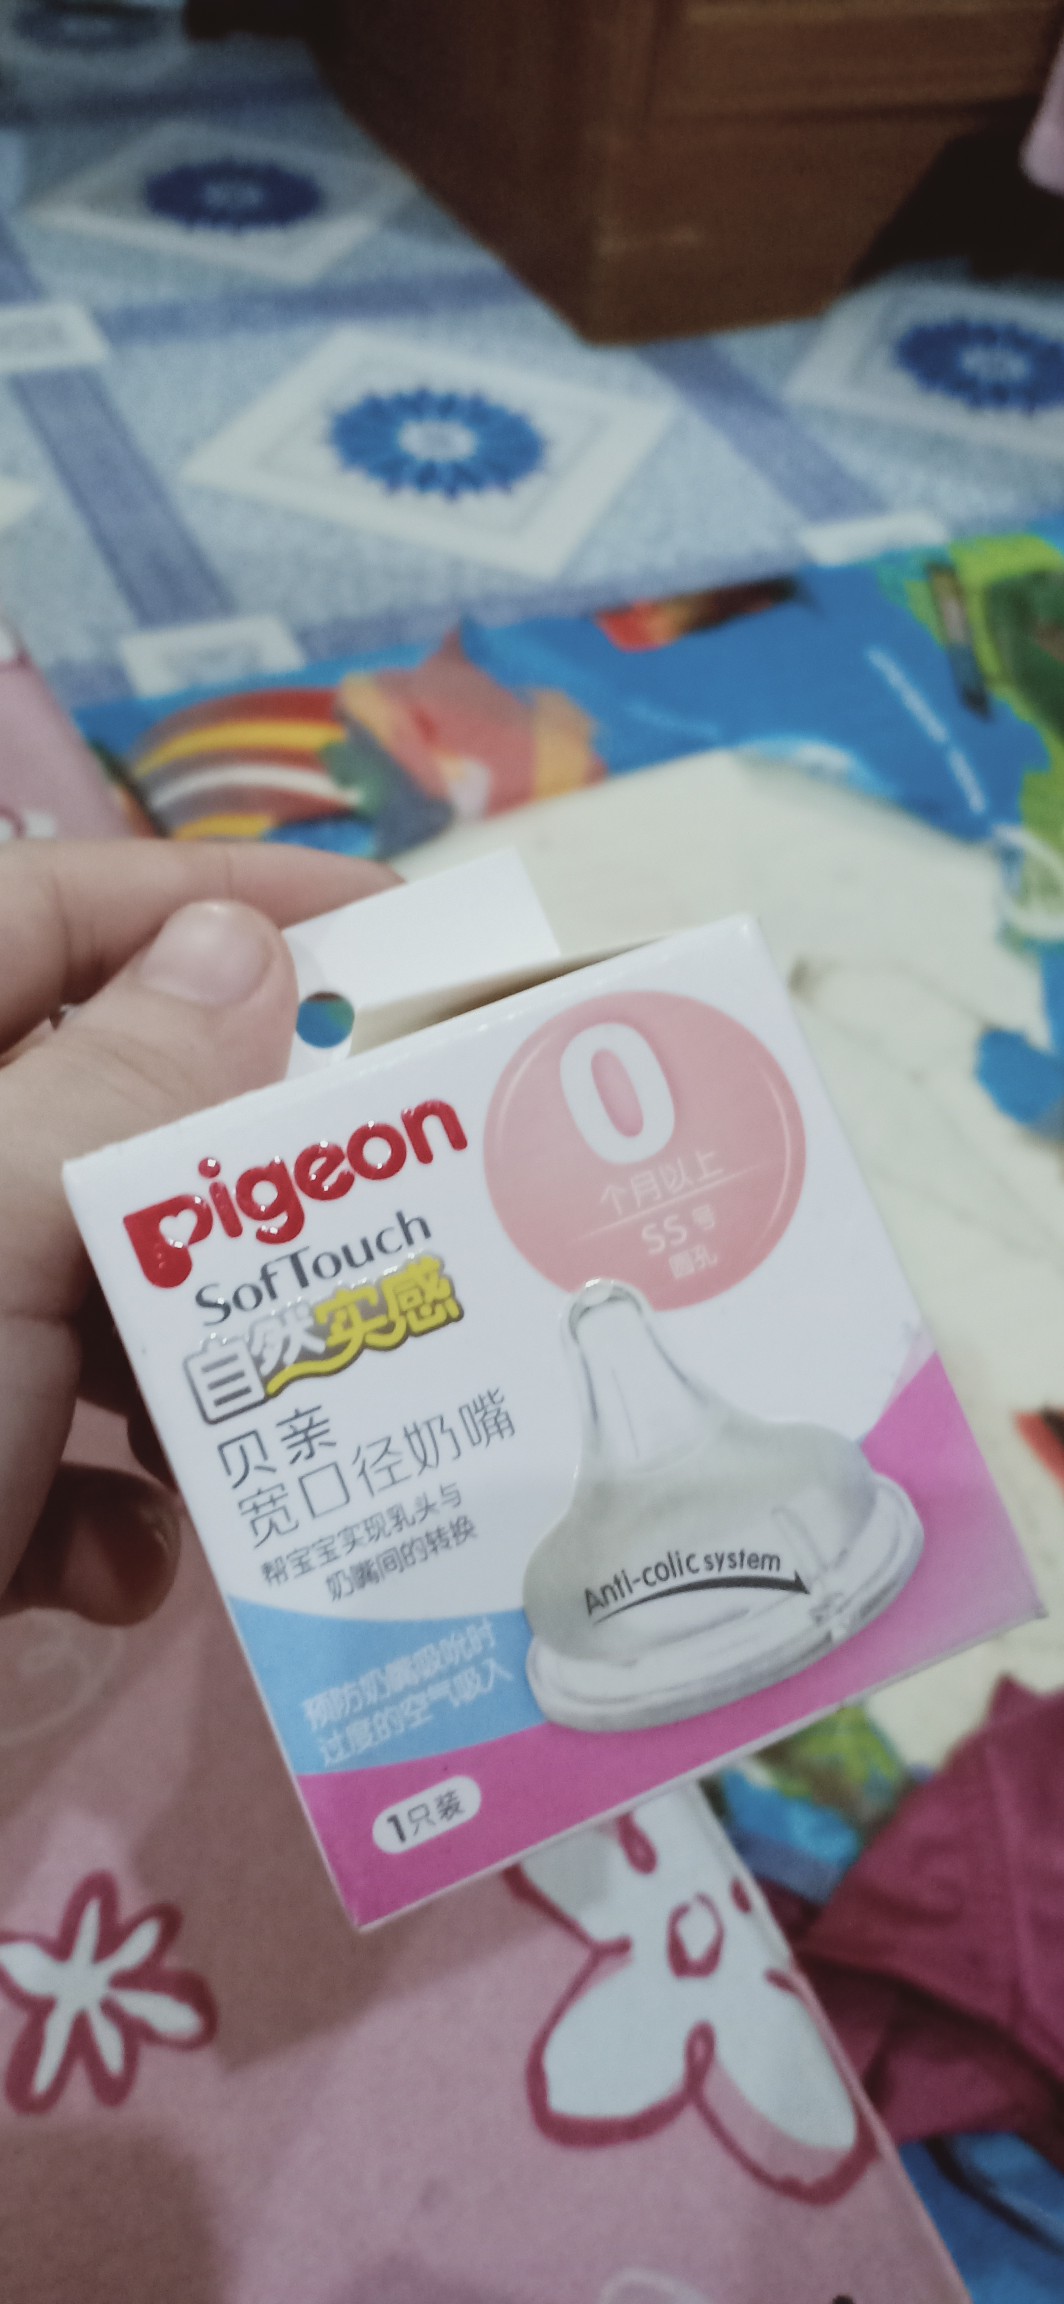 Pigeon
SofTouch
自然实感
贝亲
宽口径奶嘴
帮宝宝实现乳头与
奶嘴间的转换
预防奶嘴吸吮时
过度的空气吸入
1只装
0
个月以上
SS号
圆孔
Anti-colic system